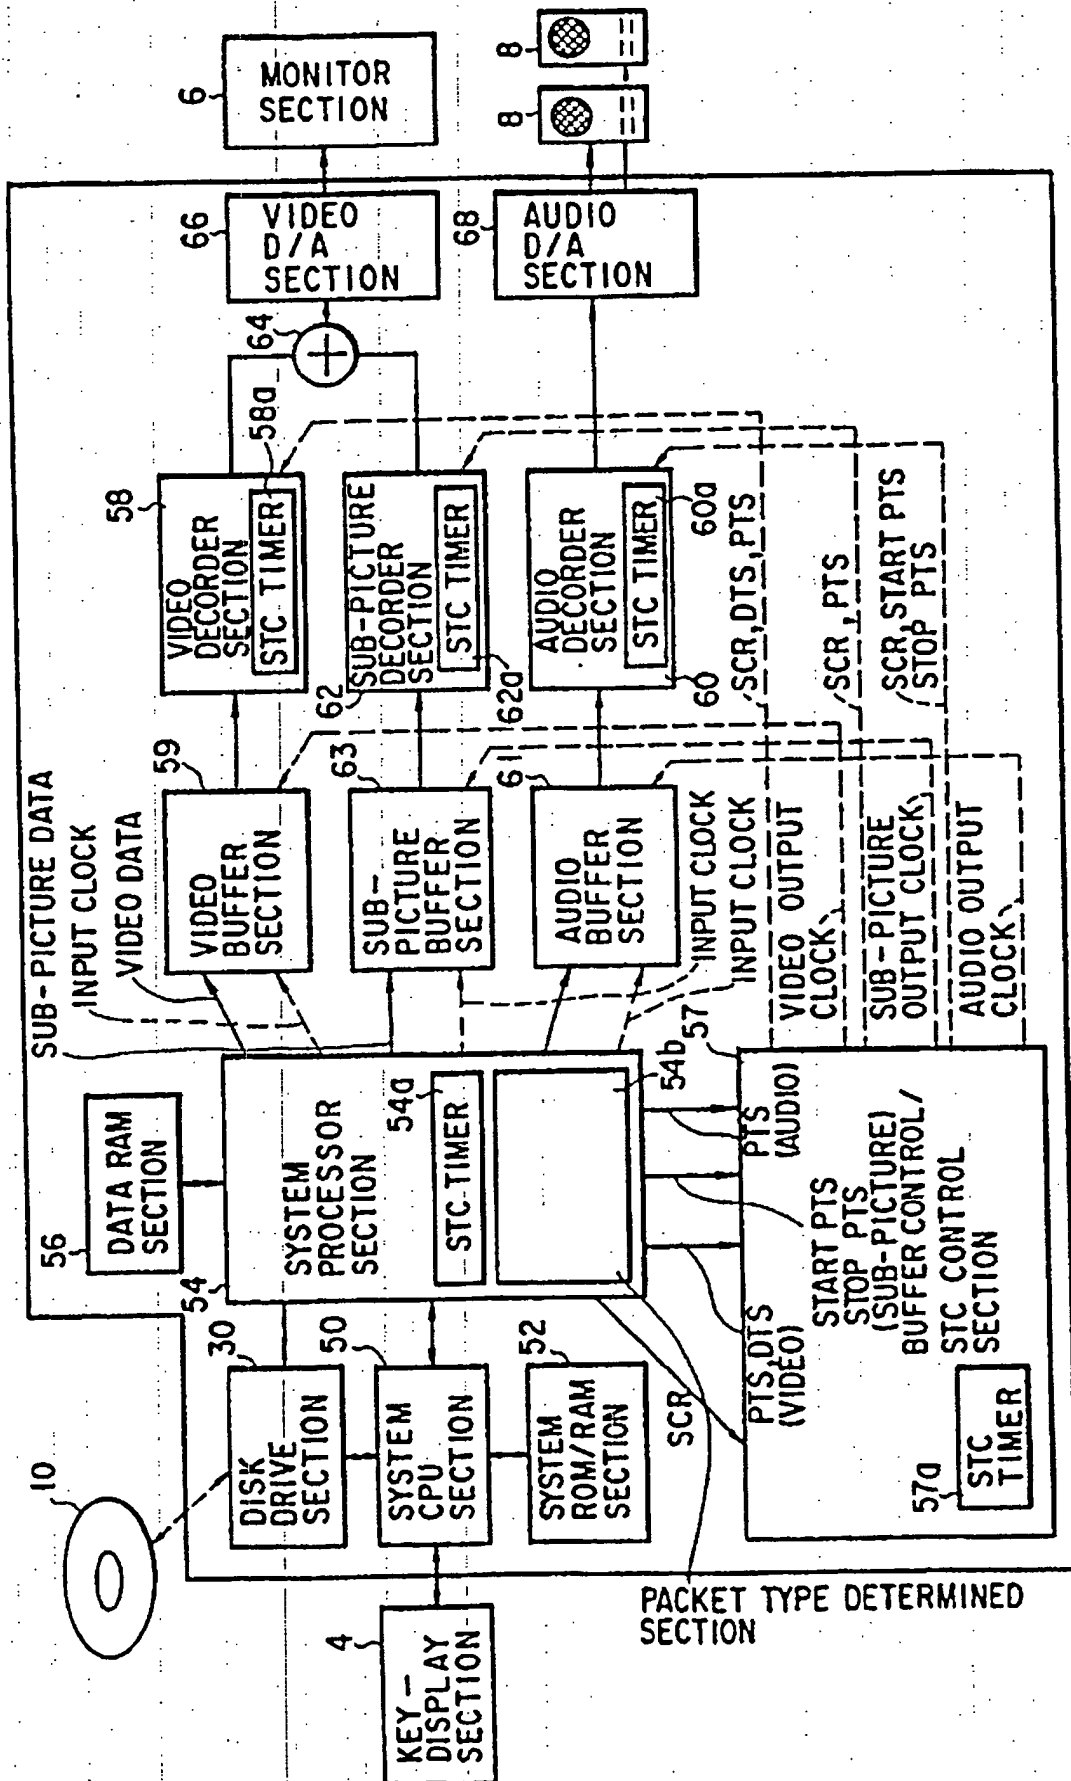 10
30
DISK
DRIVE
SECTION
4
KEY-
DISPLAY
SECTION
50
SYSTEM
CPU
SECTION
52
SYSTEM
ROM/RAM
SECTION
56
DATA RAM
SECTION
54
SYSTEM
PROCESSOR
SECTION
54a
STC TIMER
54b
PACKET TYPE DETERMINED
SECTION
SCR
PTS,DTS
(VIDEO)
START PTS
STOP PTS
(SUB-PICTURE)
PTS
(AUDIO)
57
BUFFER CONTROL/
STC CONTROL
SECTION
57a
STC
TIMER
SUB-PICTURE DATA
INPUT CLOCK
VIDEO DATA
59
VIDEO
BUFFER
SECTION
63
SUB-
PICTURE
BUFFER
SECTION
61
AUDIO
BUFFER
SECTION
INPUT CLOCK
INPUT CLOCK
VIDEO OUTPUT
CLOCK
SUB-PICTURE
OUTPUT CLOCK
AUDIO OUTPUT
CLOCK
58
VIDEO
DECORDER
SECTION
STC TIMER
58a
62
SUB-PICTURE
DECORDER
SECTION
STC TIMER
62a
60
AUDIO
DECORDER
SECTION
STC TIMER
60a
SCR,DTS,PTS
SCR,PTS
SCR,START PTS
STOP PTS
64
66
VIDEO
D/A
SECTION
68
AUDIO
D/A
SECTION
6
MONITOR
SECTION
8
8